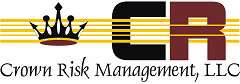 CR
Crown Risk Management, LLC